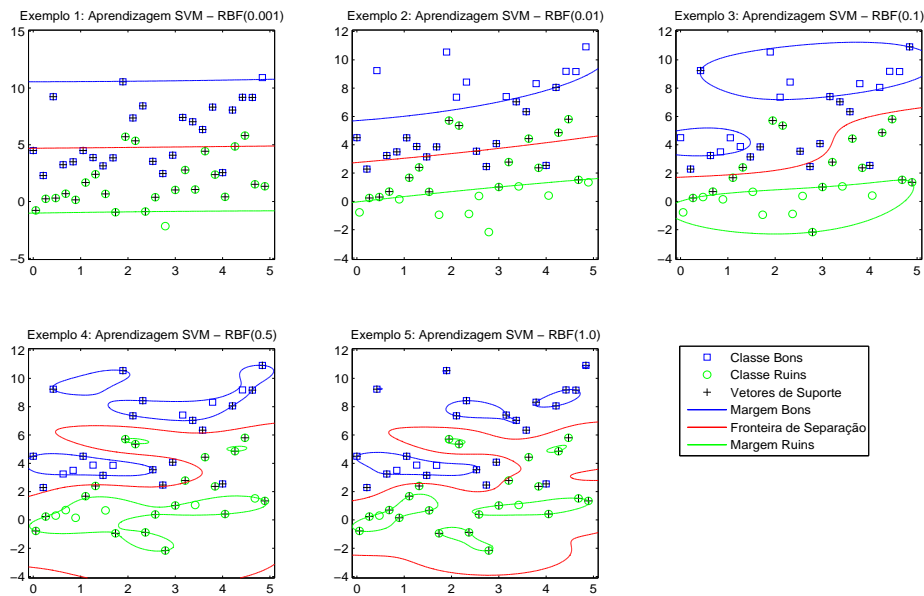 Exemplo 1: Aprendizagem SVM − RBF(0.001)
15
10
5
0
−5
0 1 2 3 4 5
Exemplo 2: Aprendizagem SVM − RBF(0.01)
12
10
8
6
4
2
0
−2
−4
0 1 2 3 4 5
Exemplo 3: Aprendizagem SVM − RBF(0.1)
12
10
8
6
4
2
0
−2
−4
0 1 2 3 4 5
Exemplo 4: Aprendizagem SVM − RBF(0.5)
12
10
8
6
4
2
0
−2
−4
0 1 2 3 4 5
Exemplo 5: Aprendizagem SVM − RBF(1.0)
12
10
8
6
4
2
0
−2
−4
0 1 2 3 4 5
Classe Bons
Classe Ruins
Vetores de Suporte
Margem Bons
Fronteira de Separação
Margem Ruins